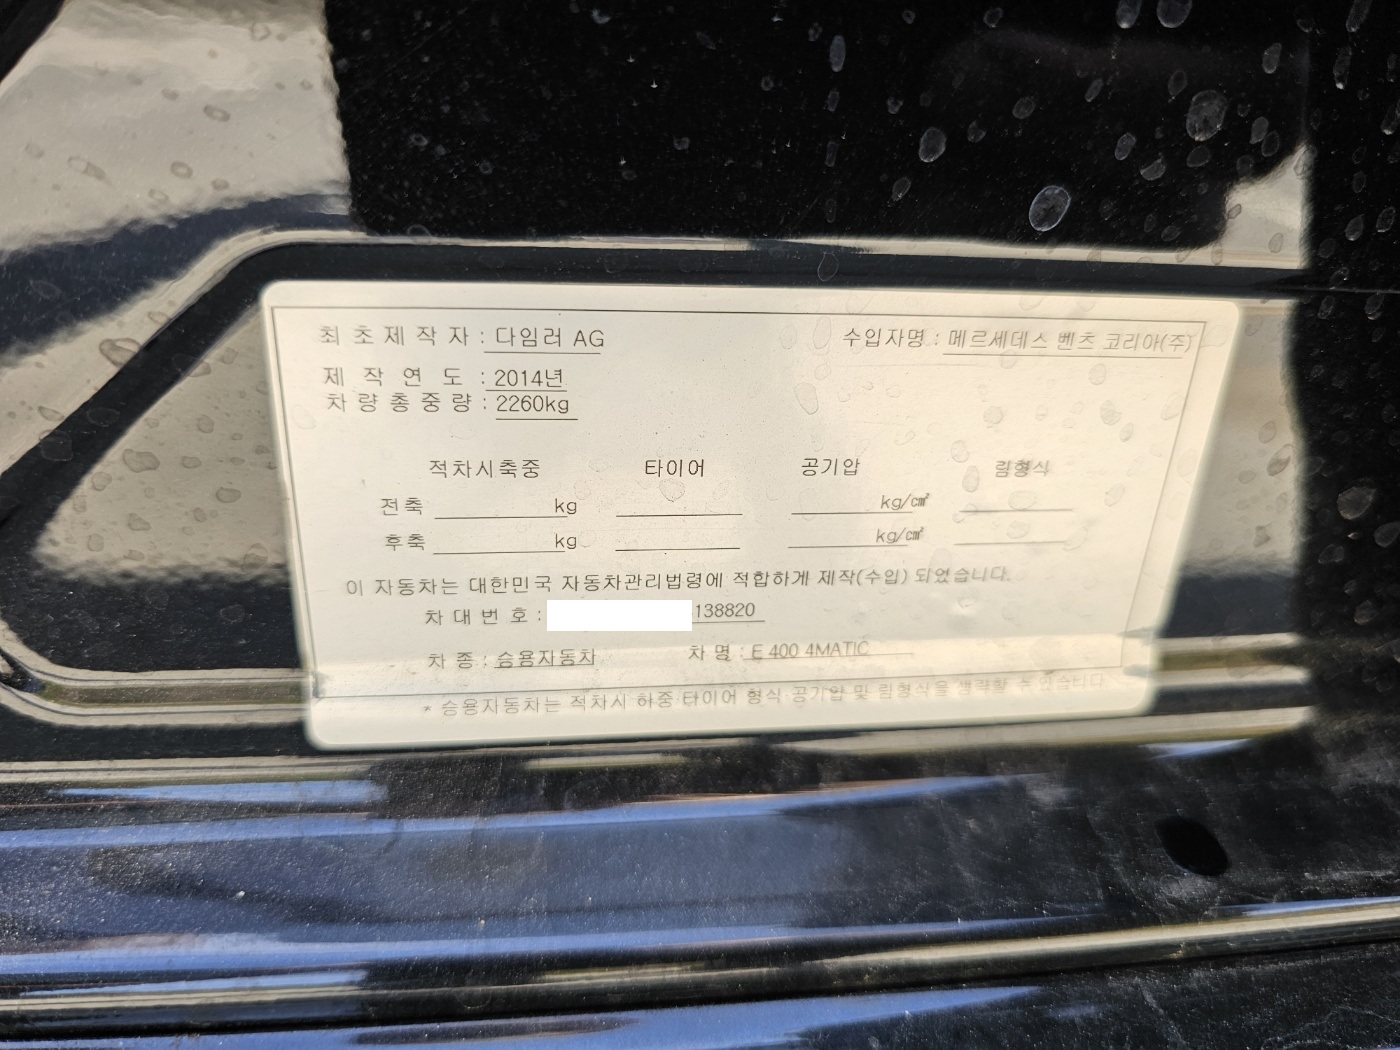 최초제작자 : 다임러 AG 수입자명 : 메르세데스 벤츠 코리아(주)
제작연도 : 2014년
차량총중량 : 2260kg
적차시축중 타이어 공기압 림형식
전축 kg kg/㎠
후축 kg kg/㎠
이 자동차는 대한민국 자동차관리법령에 적합하게 제작(수입) 되었습니다.
차대번호 : 138820
차종 : 승용자동차 차명 : E 400 4MATIC
* 승용자동차는 적차시 하중 타이어 형식 공기압 및 림형식을 생략할 수 있습니다.